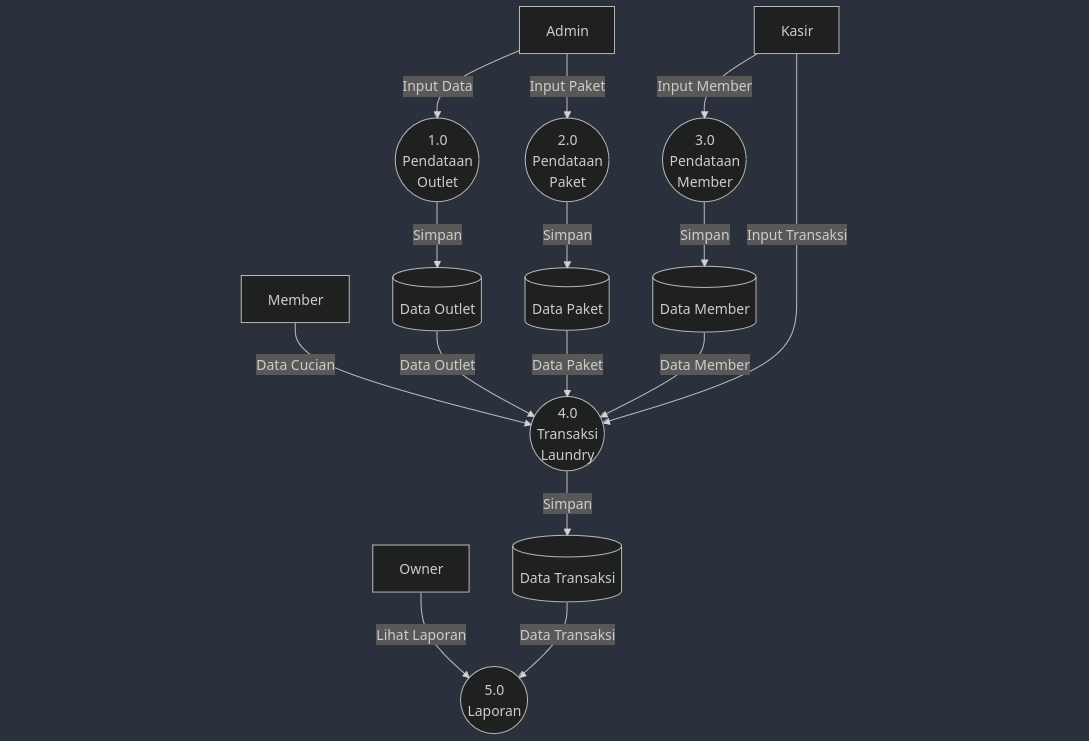 Admin
Kasir
Input Data
Input Paket
Input Member
1.0
Pendataan
Outlet
2.0
Pendataan
Paket
3.0
Pendataan
Member
Simpan
Simpan
Simpan
Input Transaksi
Member
Data Outlet
Data Paket
Data Member
Data Cucian
Data Outlet
Data Paket
Data Member
4.0
Transaksi
Laundry
Simpan
Owner
Data Transaksi
Lihat Laporan
Data Transaksi
5.0
Laporan